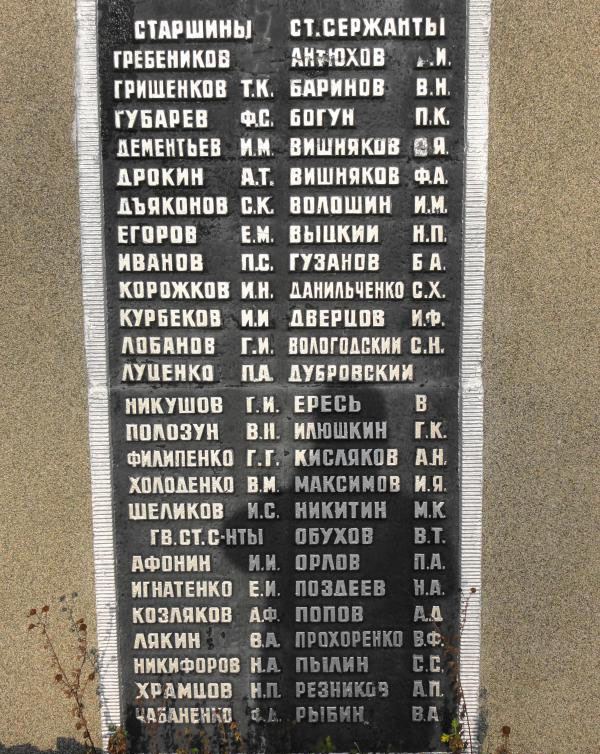 СТАРШИНЫ
ГРЕБЕНИКОВ
ГРИЩЕНКОВ Т.К.
ГУБАРЕВ Ф.С.
ДЕМЕНТЬЕВ И.М.
ДРОКИН А.Т.
ДЪЯКОНОВ С.К.
ЕГОРОВ Е.М.
ИВАНОВ П.С.
КОРОЖКОВ И.Н.
КУРБЕКОВ И.И
ЛОБАНОВ Г.И.
ЛУЦЕНКО П.А.
НИКУШОВ Г.И.
ПОЛОЗУН В.Н.
ФИЛИПЕНКО Г.Г.
ХОЛОДЕНКО В.М.
ШЕЛИКОВ И.С.
ГВ.СТ.С-НТЫ
АФОНИН И.И.
ИГНАТЕНКО Е.И.
КОЗЛЯКОВ А.Ф.
ЛЯКИН В.А.
НИКИФОРОВ Н.А.
ХРАМЦОВ Н.П.
ЧАБАНЕНКО
СТ.СЕРЖАНТЫ
АНТЮХОВ
БАРИНОВ В.Н.
БОГУН П.К.
ВИШНЯКОВ
ВИШНЯКОВ Ф.А.
ВОЛОШИН И.М.
ВЫЦКИЙ Н.П.
ГУЗАНОВ Б.А.
ДАНИЛЬЧЕНКО С.Х.
ДВЕРЦОВ И.Ф.
ВОЛОГОДСКИЙ С.Н.
ДУБРОВСКИЙ
ЕРЕСЬ В
ИЛЮШКИН Г.К.
КИСЛЯКОВ А.Н.
МАКСИМОВ И.Я.
НИКИТИН М.К
ОБУХОВ В.Т.
ОРЛОВ П.А.
ПОЗДЕЕВ Н.А.
ПОПОВ А.Д
ПРОХОРЕНКО В.Ф.
ПЫЛИН С.С.
РЕЗНИКОВ А.П.
РЫБИН В.А